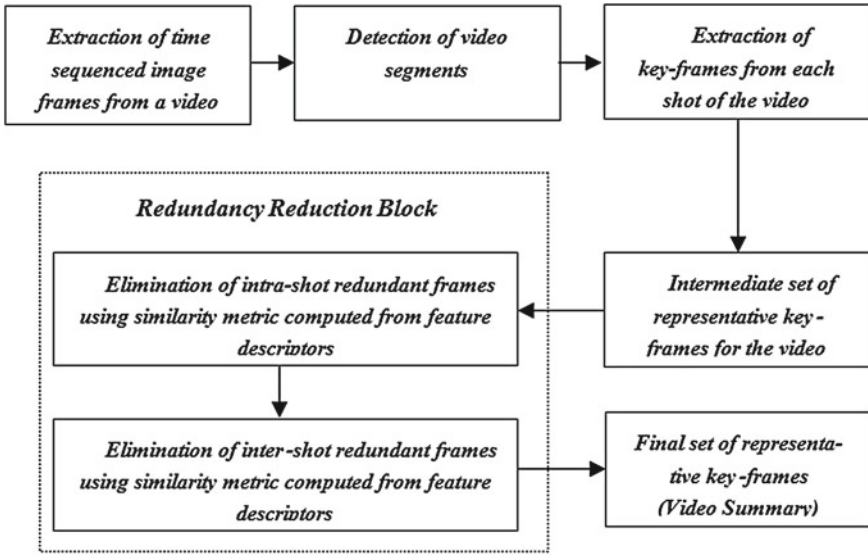 Extraction of time
sequenced image
frames from a video
Detection of video
segments
Extraction of
key-frames from each
shot of the video
Redundancy Reduction Block
Intermediate set of
representative key-
frames for the video
Elimination of intra-shot redundant frames
using similarity metric computed from feature
descriptors
Elimination of inter-shot redundant frames
using similarity metric computed from feature
descriptors
Final set of representa-
tive key-frames
(Video Summary)